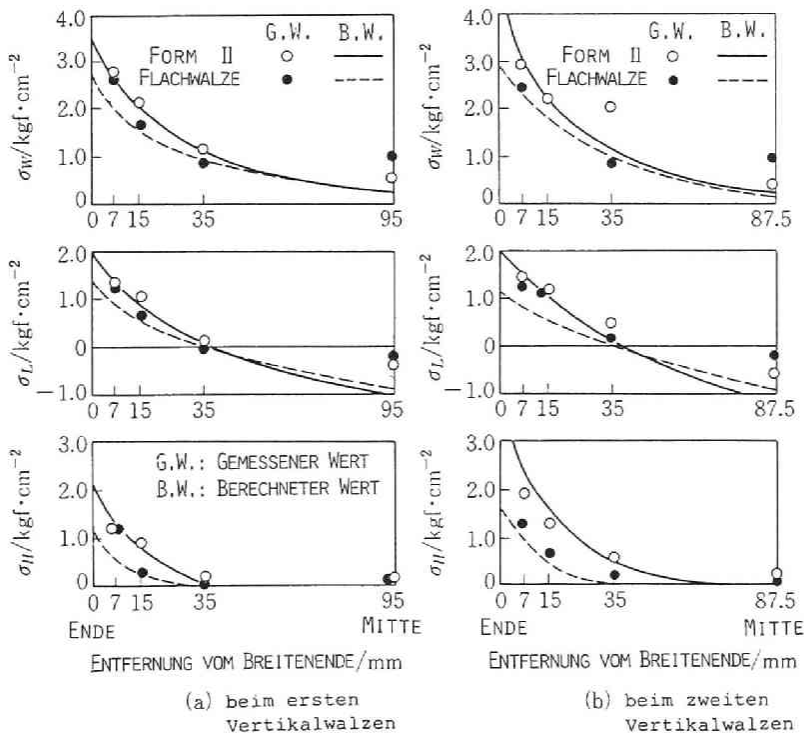 4.0
3.0
2.0
1.0
0
σW/kgf·cm⁻²
G.W. B.W.
FORM II
FLACHWALZE
0 7 15 35 95
2.0
1.0
0
−1.0
σL/kgf·cm⁻²
0 7 15 35 95
3.0
2.0
1.0
0
σH/kgf·cm⁻²
G.W.: GEMESSENER WERT
B.W.: BERECHNETER WERT
0 7 15 35 95
ENDE MITTE
ENTFERNUNG VOM BREITENENDE/mm
(a) beim ersten
Vertikalwalzen
4.0
3.0
2.0
1.0
0
σW/kgf·cm⁻²
G.W. B.W.
FORM II
FLACHWALZE
0 7 15 35 87.5
2.0
1.0
0
−1.0
σL/kgf·cm⁻²
0 7 15 35 87.5
3.0
2.0
1.0
0
σH/kgf·cm⁻²
0 7 15 35 87.5
ENDE MITTE
ENTFERNUNG VOM BREITENENDE/mm
(b) beim zweiten
Vertikalwalzen